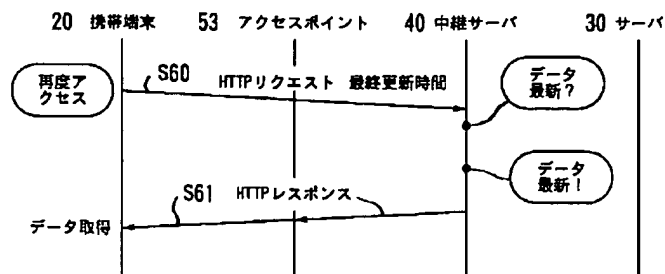 20 携帯端末 53 アクセスポイント 40 中継サーバ 30 サーバ
再度ア
クセス
S60 HTTPリクエスト 最終更新時間
データ
最新？
データ
最新！
S61 HTTPレスポンス
データ取得